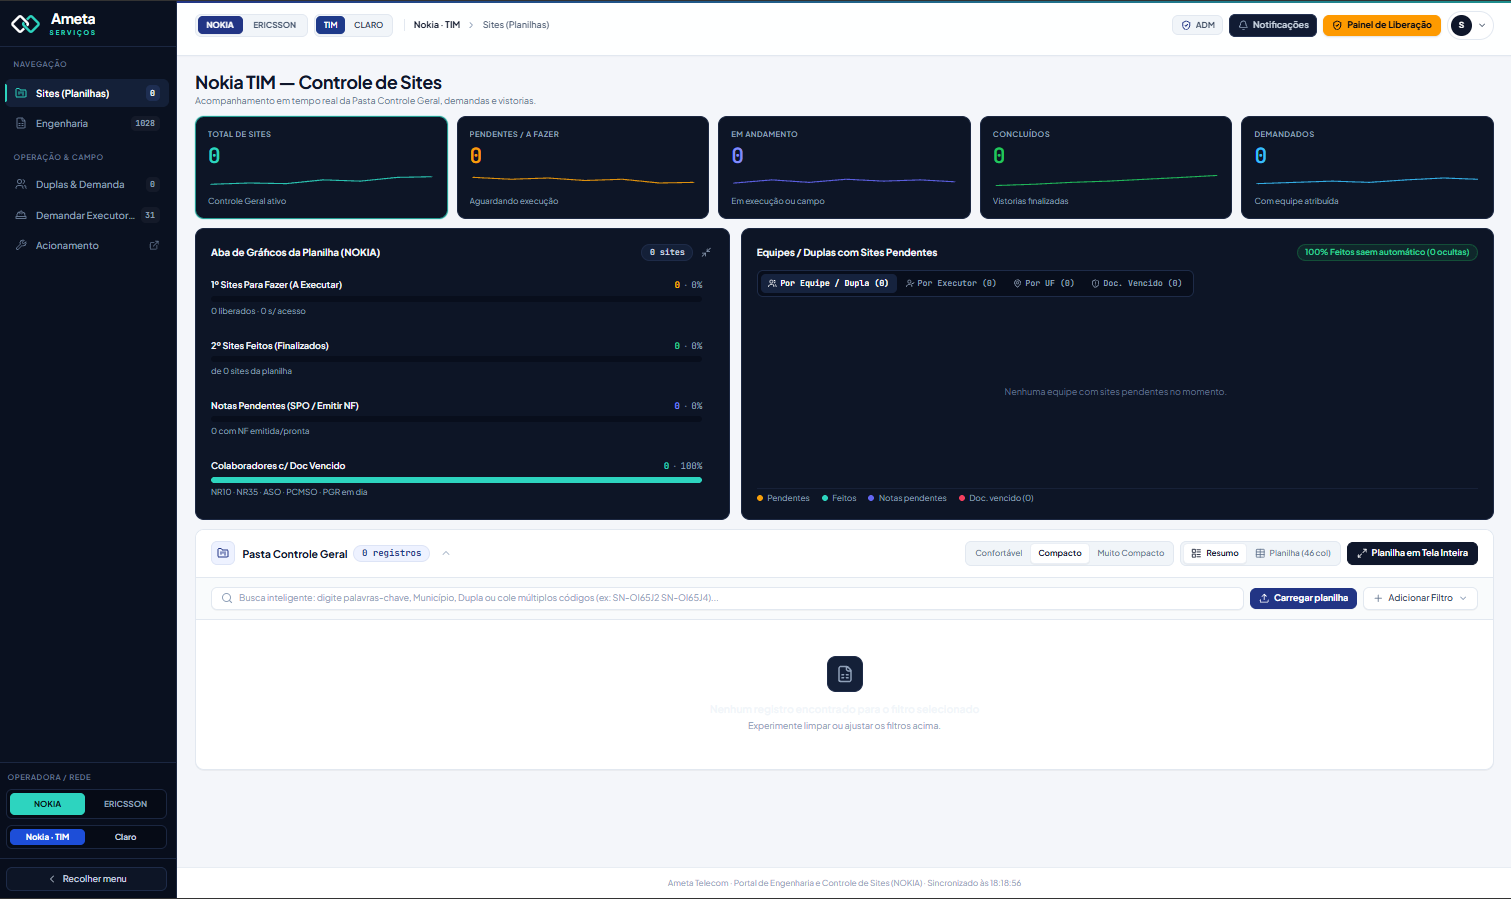 Ameta
SERVIÇOS
NAVEGAÇÃO
Sites (Planilhas) 0
Engenharia 1028
OPERAÇÃO & CAMPO
Duplas & Demanda 0
Demandar Executor... 31
Acionamento
OPERADORA / REDE
NOKIA ERICSSON
Nokia · TIM Claro
Recolher menu
NOKIA ERICSSON TIM CLARO Nokia · TIM Sites (Planilhas) ADM Notificações Painel de Liberação S
Nokia TIM — Controle de Sites
Acompanhamento em tempo real da Pasta Controle Geral, demandas e vistorias.
TOTAL DE SITES
0
Controle Geral ativo
PENDENTES / A FAZER
0
Aguardando execução
EM ANDAMENTO
0
Em execução ou campo
CONCLUÍDOS
0
Vistorias finalizadas
DEMANDADOS
0
Com equipe atribuída
Aba de Gráficos da Planilha (NOKIA) 0 sites
1º Sites Para Fazer (A Executar) 0 · 0%
0 liberados · 0 s/ acesso
2º Sites Feitos (Finalizados) 0 · 0%
de 0 sites da planilha
Notas Pendentes (SPO / Emitir NF) 0 · 0%
0 com NF emitida/pronta
Colaboradores c/ Doc Vencido 0 · 100%
NR10 · NR35 · ASO · PCMSO · PGR em dia
Equipes / Duplas com Sites Pendentes 100% Feitos saem automático (0 ocultas)
Por Equipe / Dupla (0) Por Executor (0) Por UF (0) Doc. Vencido (0)
Nenhuma equipe com sites pendentes no momento.
Pendentes Feitos Notas pendentes Doc. vencido (0)
Pasta Controle Geral 0 registros Confortável Compacto Muito Compacto Resumo Planilha (46 col) Planilha em Tela Inteira
Busca inteligente: digite palavras-chave, Município, Dupla ou cole múltiplos códigos (ex: SN-OI65J2 SN-OI65J4)... Carregar planilha Adicionar Filtro
Nenhum registro encontrado para o filtro selecionado
Experimente limpar ou ajustar os filtros acima.
Ameta Telecom · Portal de Engenharia e Controle de Sites (NOKIA) · Sincronizado às 18:18:56